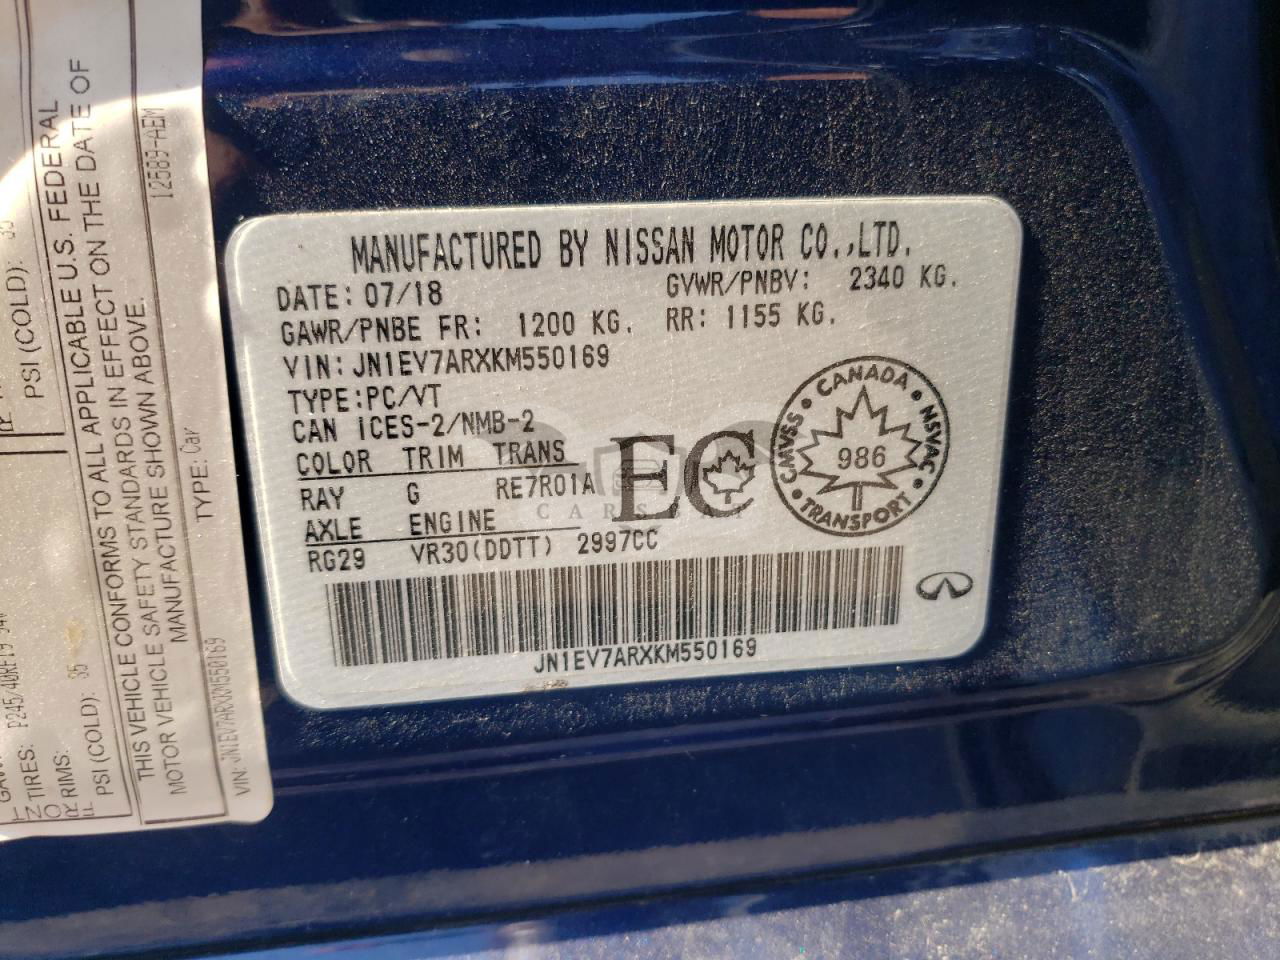 MANUFACTURED BY NISSAN MOTOR CO.,LTD.
DATE: 07/18 GVWR/PNBV: 2340 KG.
GAWR/PNBE FR: 1200 KG. RR: 1155 KG.
VIN:JN1EV7ARXKM550169
TYPE:PC/VT
CAN ICES-2/NMB-2
COLOR TRIM TRANS
RAY G RE7R01A
AXLE ENGINE
RG29 VR30(DDTT) 2997CC
EC
CANADA
NSVAC
TRANSPORT
CMVSS
986
JN1EV7ARXKM550169
TIRES: P245/40RF19
RIMS:
PSI (COLD): 35
PSI (COLD):
THIS VEHICLE CONFORMS TO ALL APPLICABLE U.S. FEDERAL
MOTOR VEHICLE SAFETY STANDARDS IN EFFECT ON THE DATE OF
MANUFACTURE SHOWN ABOVE.
VIN: JN1EV7ARXKM550169 TYPE: Car 12589-AEM